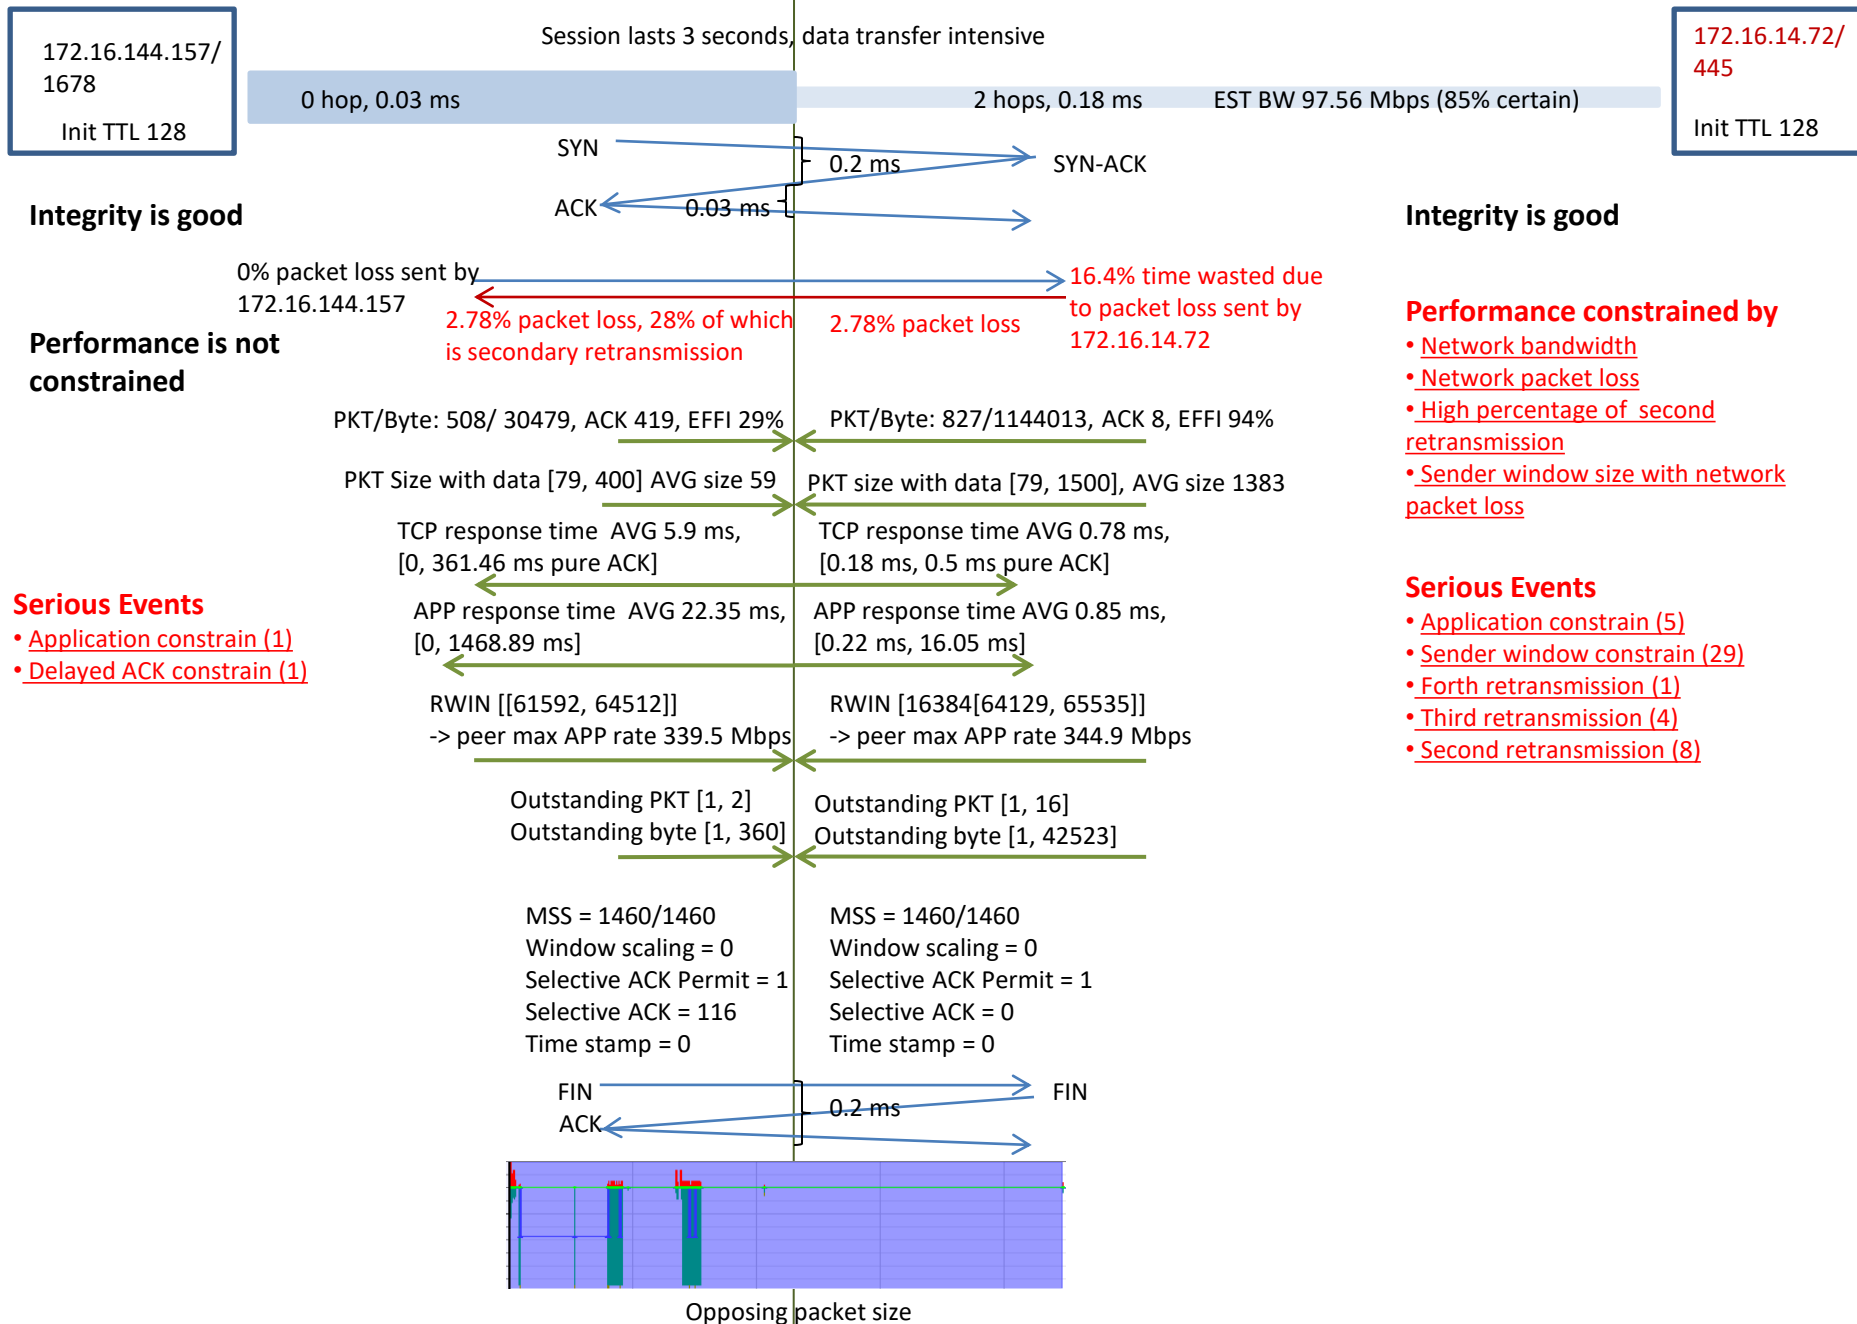 Session lasts 3 seconds, data transfer intensive
172.16.144.157/
1678
Init TTL 128
0 hop, 0.03 ms
2 hops, 0.18 ms
EST BW 97.56 Mbps (85% certain)
172.16.14.72/
445
Init TTL 128
SYN
0.2 ms
SYN-ACK
ACK
0.03 ms
Integrity is good
Integrity is good
0% packet loss sent by
172.16.144.157
16.4% time wasted due
to packet loss sent by
172.16.14.72
2.78% packet loss, 28% of which
is secondary retransmission
2.78% packet loss
Performance is not
constrained
Performance constrained by
• Network bandwidth
• Network packet loss
• High percentage of second
retransmission
• Sender window size with network
packet loss
PKT/Byte: 508/ 30479, ACK 419, EFFI 29%
PKT/Byte: 827/1144013, ACK 8, EFFI 94%
PKT Size with data [79, 400] AVG size 59
PKT size with data [79, 1500], AVG size 1383
TCP response time AVG 5.9 ms,
[0, 361.46 ms pure ACK]
TCP response time AVG 0.78 ms,
[0.18 ms, 0.5 ms pure ACK]
Serious Events
• Application constrain (1)
• Delayed ACK constrain (1)
APP response time AVG 22.35 ms,
[0, 1468.89 ms]
APP response time AVG 0.85 ms,
[0.22 ms, 16.05 ms]
Serious Events
• Application constrain (5)
• Sender window constrain (29)
• Forth retransmission (1)
• Third retransmission (4)
• Second retransmission (8)
RWIN [[61592, 64512]]
-> peer max APP rate 339.5 Mbps
RWIN [16384[64129, 65535]]
-> peer max APP rate 344.9 Mbps
Outstanding PKT [1, 2]
Outstanding byte [1, 360]
Outstanding PKT [1, 16]
Outstanding byte [1, 42523]
MSS = 1460/1460
Window scaling = 0
Selective ACK Permit = 1
Selective ACK = 116
Time stamp = 0
MSS = 1460/1460
Window scaling = 0
Selective ACK Permit = 1
Selective ACK = 0
Time stamp = 0
FIN
FIN
0.2 ms
ACK
Opposing packet size